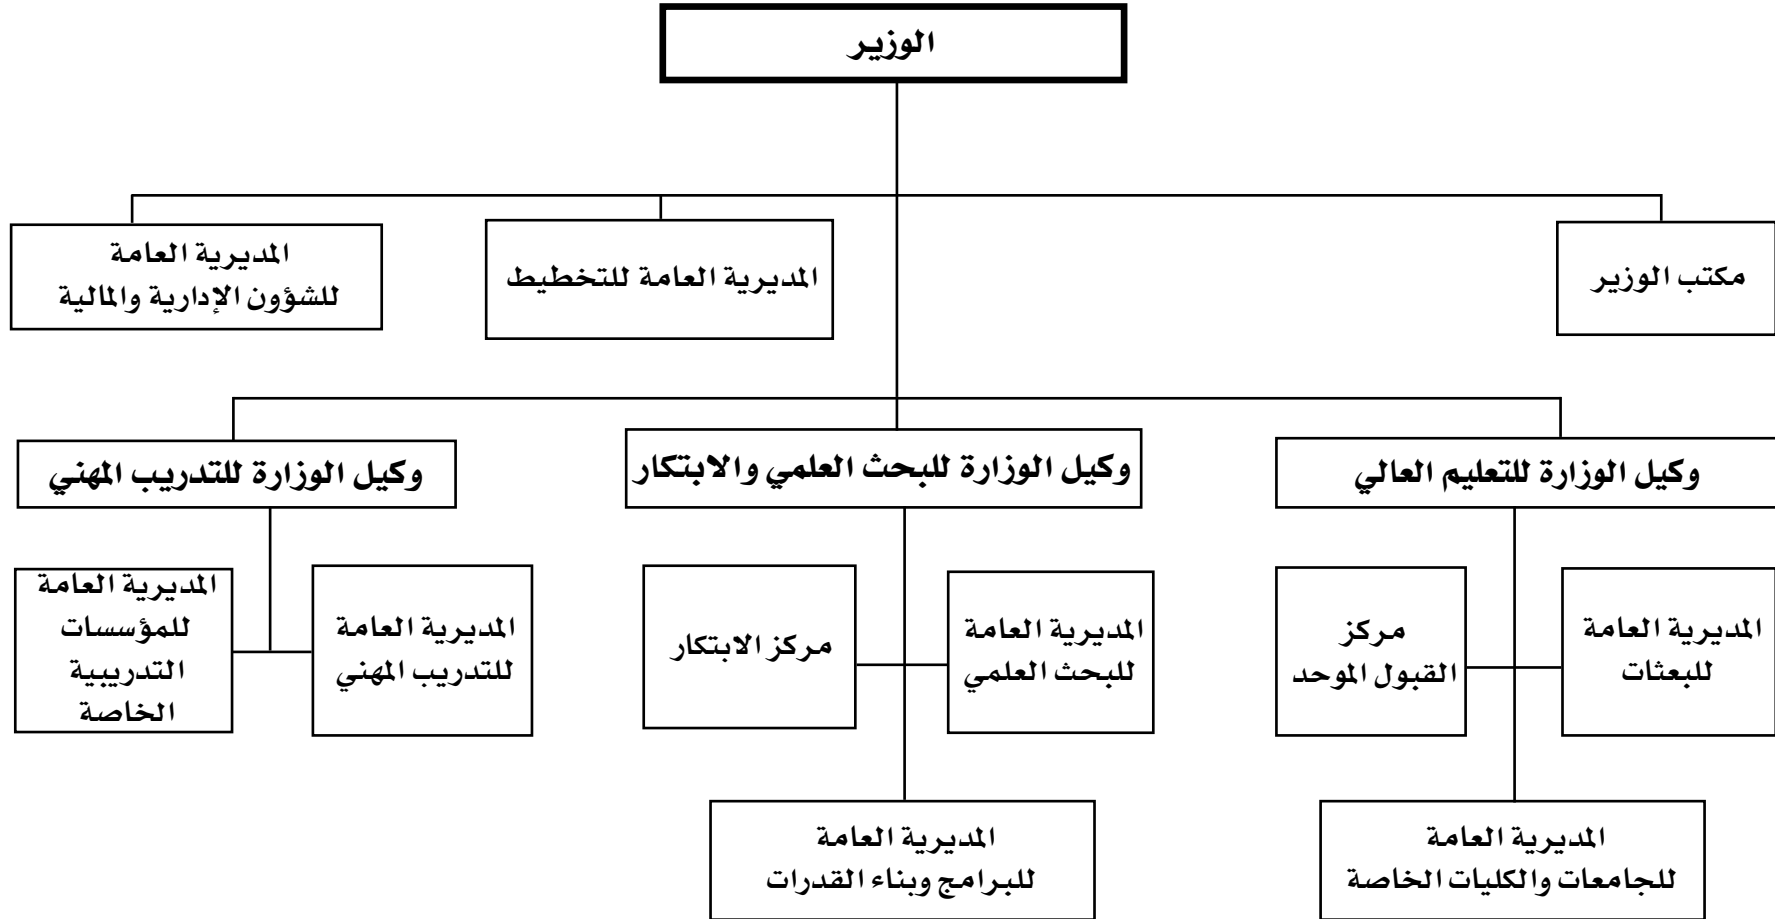 الوزير
مكتب الوزير
المديرية العامة للتخطيط
المديرية العامة
للشؤون الإدارية والمالية
وكيل الوزارة للتعليم العالي
وكيل الوزارة للبحث العلمي والابتكار
وكيل الوزارة للتدريب المهني
المديرية العامة
للبعثات
مركز
القبول الموحد
المديرية العامة
للبحث العلمي
مركز الابتكار
المديرية العامة
للتدريب المهني
المديرية العامة
للمؤسسات
التدريبية
الخاصة
المديرية العامة
للجامعات والكليات الخاصة
المديرية العامة
للبرامج وبناء القدرات